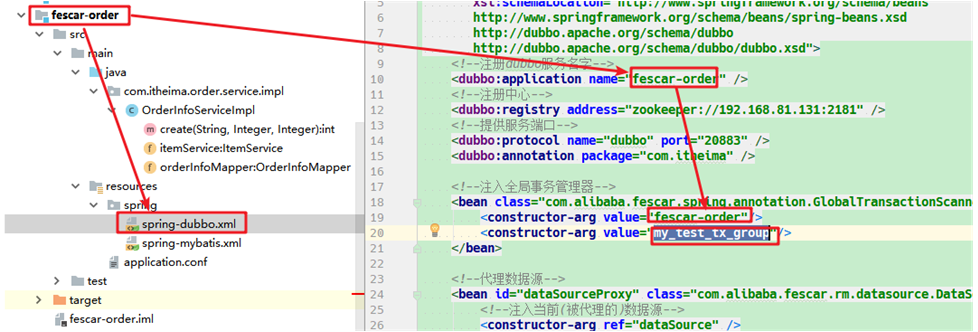 fescar-order
src
main
java
com.itheima.order.service.impl
OrderInfoServiceImpl
create(String, Integer, Integer):int
itemService:ItemService
orderInfoMapper:OrderInfoMapper
resources
spring
spring-dubbo.xml
spring-mybatis.xml
application.conf
test
target
fescar-order.iml
5 xsi:schemaLocation="http://www.springframework.org/schema/beans
6 http://www.springframework.org/schema/beans/spring-beans.xsd
7 http://dubbo.apache.org/schema/dubbo
8 http://dubbo.apache.org/schema/dubbo/dubbo.xsd">
9 <!--注册dubbo服务名字-->
10 <dubbo:application name="fescar-order" />
11 <!--注册中心-->
12 <dubbo:registry address="zookeeper://192.168.81.131:2181" />
13 <!--提供服务端口-->
14 <dubbo:protocol name="dubbo" port="20883" />
15 <dubbo:annotation package="com.itheima" />
16
17 <!--注入全局事务管理器-->
18 <bean class="com.alibaba.fescar.spring.annotation.GlobalTransactionScanne
19 <constructor-arg value="fescar-order"/>
20 <constructor-arg value="my_test_tx_group"/>
21 </bean>
22
23 <!--代理数据源-->
24 <bean id="dataSourceProxy" class="com.alibaba.fescar.rm.datasource.DataS
25 <!--注入当前(被代理的)数据源-->
26 <constructor-arg ref="dataSource" />